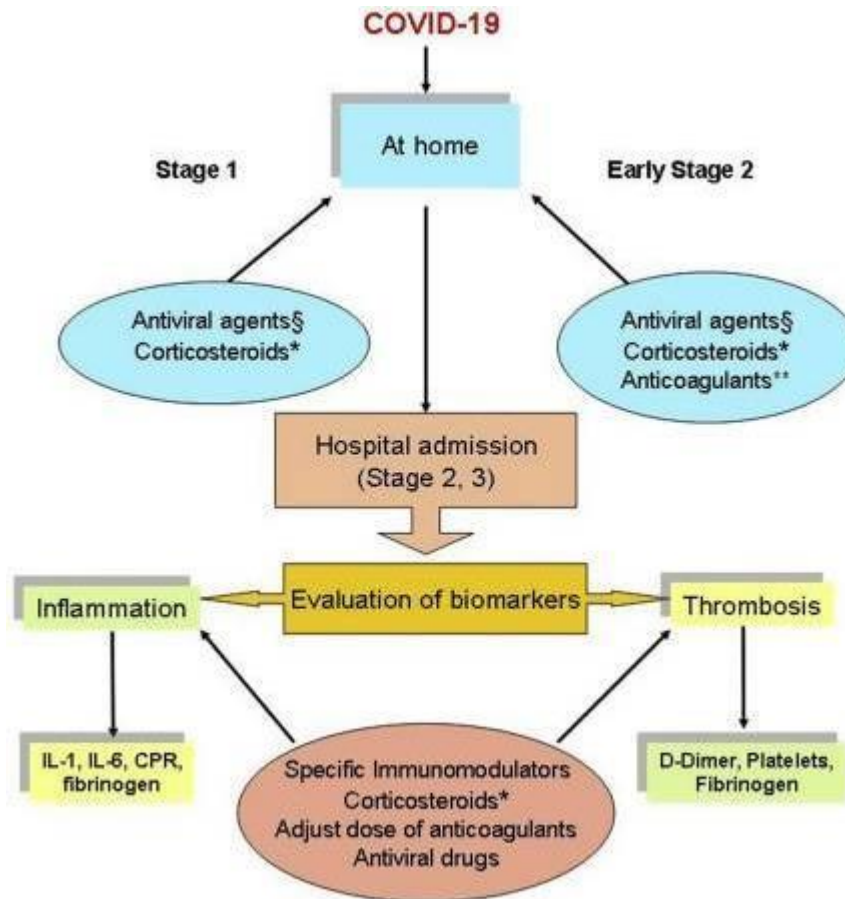 COVID-19
At home
Stage 1
Early Stage 2
Antiviral agents§
Corticosteroids*
Antiviral agents§
Corticosteroids*
Anticoagulants**
Hospital admission
(Stage 2, 3)
Inflammation
Evaluation of biomarkers
Thrombosis
IL-1, IL-6, CPR,
fibrinogen
D-Dimer, Platelets,
Fibrinogen
Specific Immunomodulators
Corticosteroids*
Adjust dose of anticoagulants
Antiviral drugs